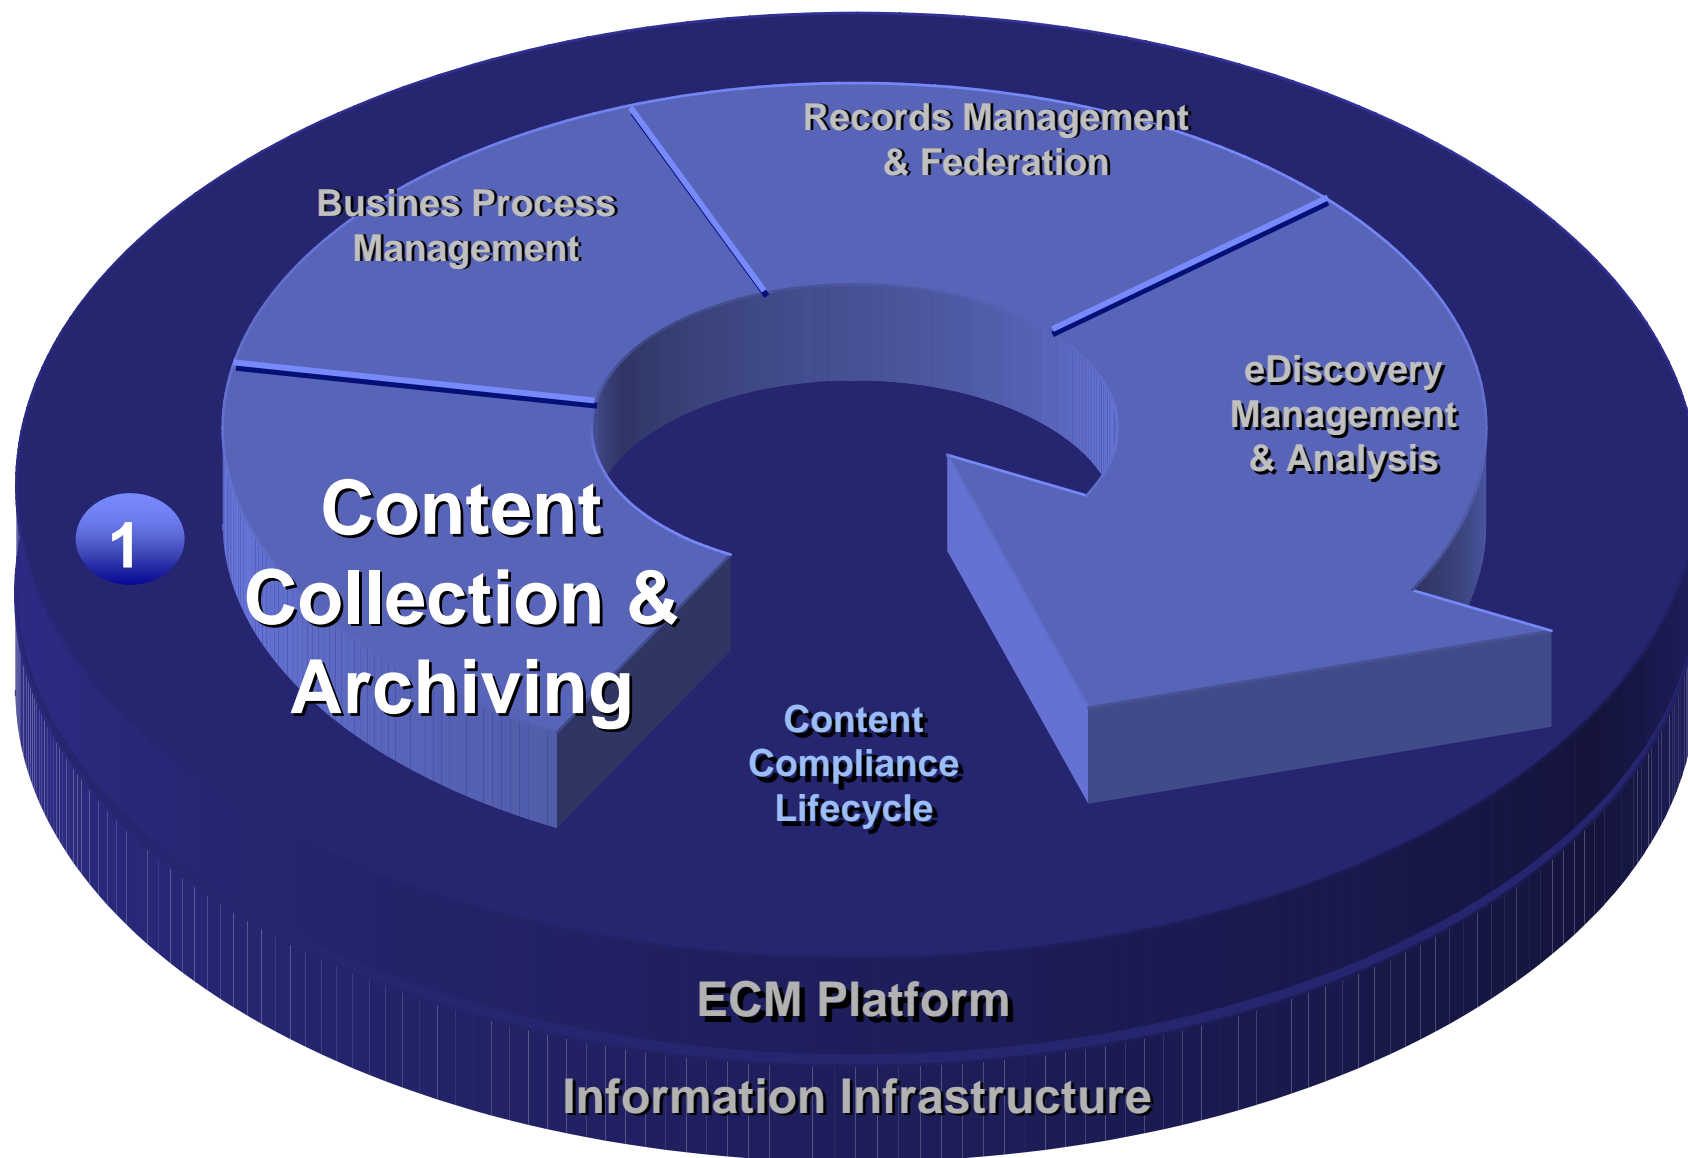 Records Management
& Federation
Busines Process
Management
eDiscovery
Management
& Analysis
1
Content
Collection &
Archiving
Content
Compliance
Lifecycle
ECM Platform
Information Infrastructure